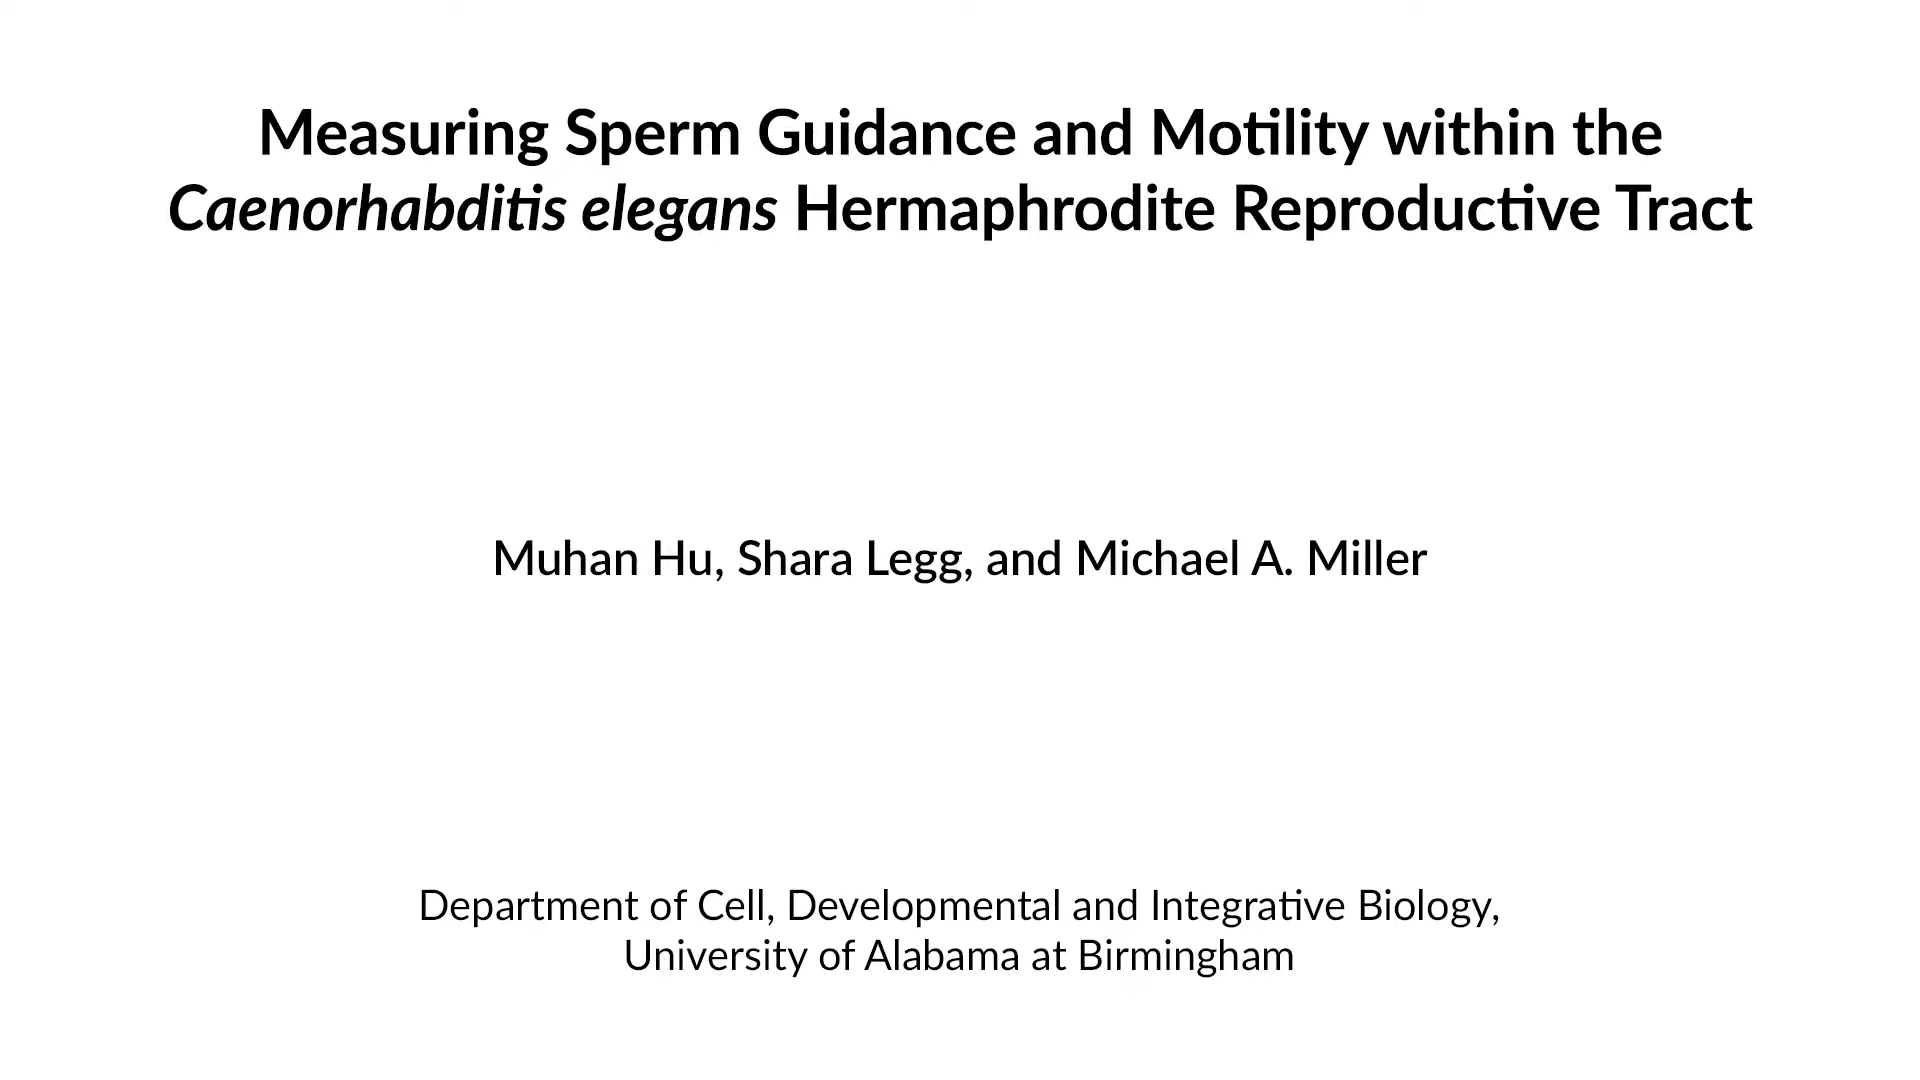 Measuring Sperm Guidance and Motility within the
Caenorhabditis elegans Hermaphrodite Reproductive Tract
Muhan Hu, Shara Legg, and Michael A. Miller
Department of Cell, Developmental and Integrative Biology,
University of Alabama at Birmingham